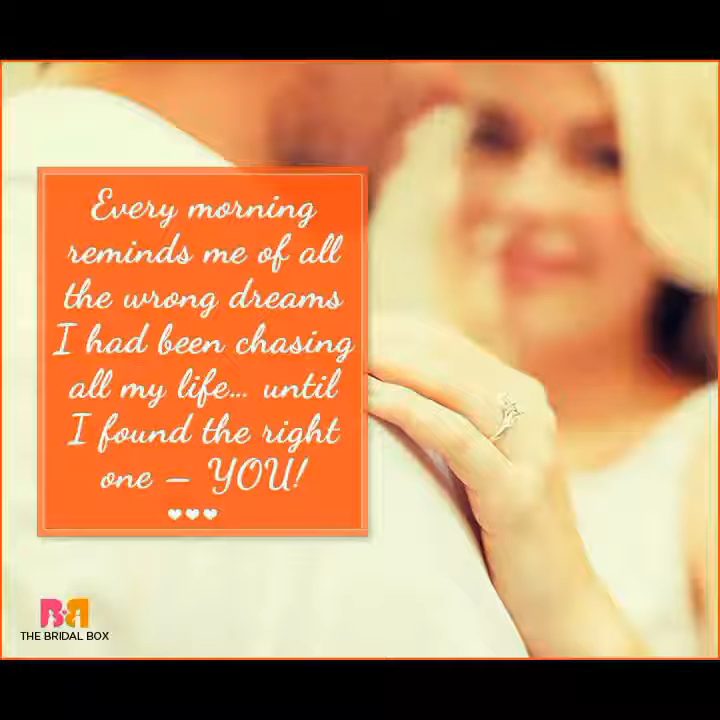 Every morning
reminds me of all
the wrong dreams
I had been chasing
all my life... until
I found the right
one – YOU!
BB
THE BRIDAL BOX